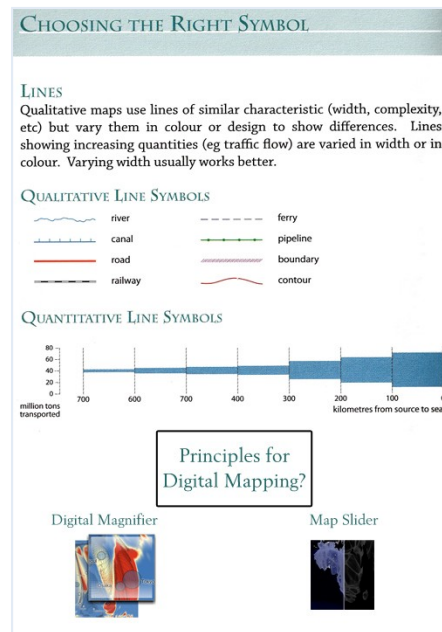 CHOOSING THE RIGHT SYMBOL
LINES
Qualitative maps use lines of similar characteristic (width, complexity,
etc) but vary them in colour or design to show differences. Lines
showing increasing quantities (eg traffic flow) are varied in width or in
colour. Varying width usually works better.
QUALITATIVE LINE SYMBOLS
river
ferry
canal
pipeline
road
boundary
railway
contour
QUANTITATIVE LINE SYMBOLS
80
60
40
20
0
million tons
transported
700 600 700 400 300 200 100
kilometres from source to sea
Principles for
Digital Mapping?
Digital Magnifier
Map Slider